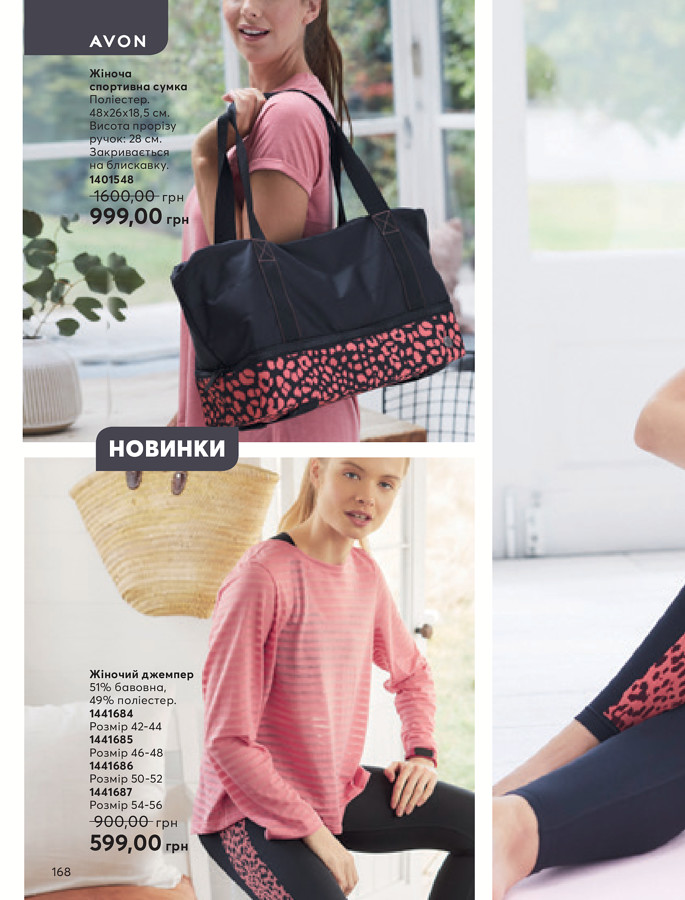 AVON
Жіноча
спортивна сумка
Поліестер.
48x26x18,5 см.
Висота прорізу
ручок: 28 см.
Закривається
на блискавку.
1401548
1600,00 грн
999,00 грн
НОВИНКИ
Жіночий джемпер
51% бавовна,
49% поліестер.
1441684
Розмір 42-44
1441685
Розмір 46-48
1441686
Розмір 50-52
1441687
Розмір 54-56
900,00 грн
599,00 грн
168